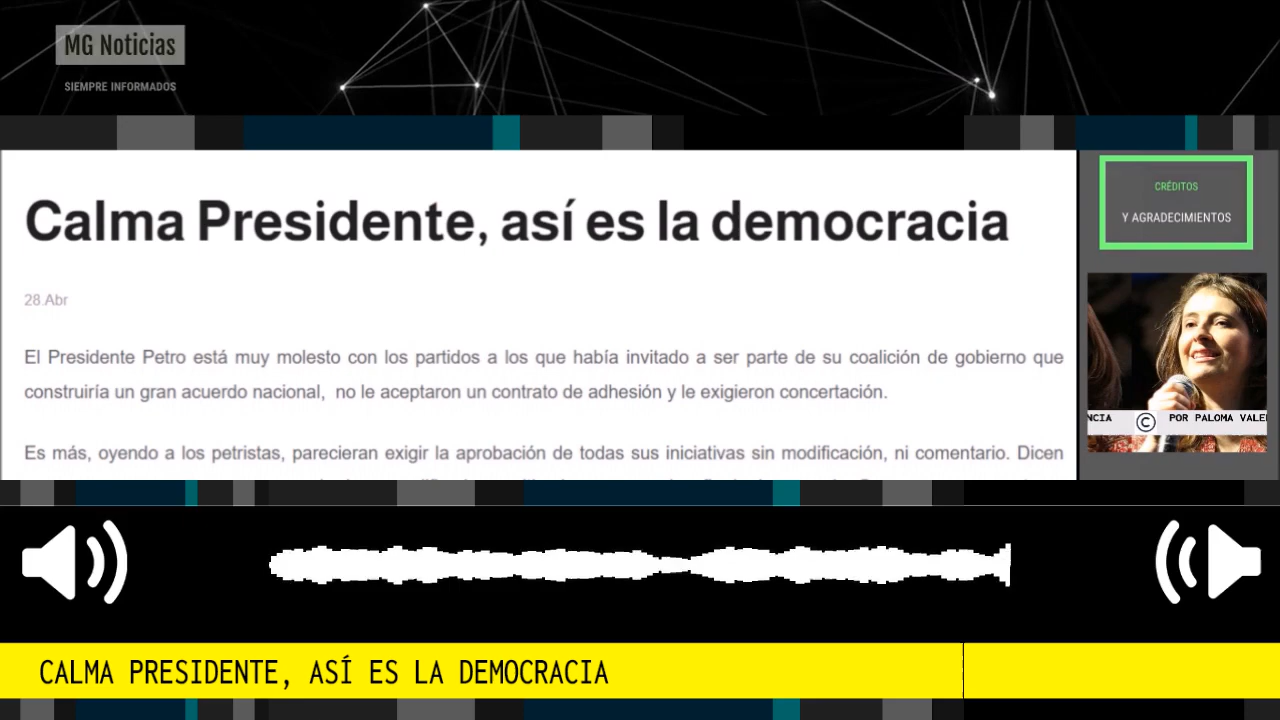 MG Noticias
SIEMPRE INFORMADOS
Calma Presidente, así es la democracia
28 Abr
El Presidente Petro está muy molesto con los partidos a los que había invitado a ser parte de su coalición de gobierno que
construiría un gran acuerdo nacional, no le aceptaron un contrato de adhesión y le exigieron concertación.
Es más, oyendo a los petristas, parecieran exigir la aprobación de todas sus iniciativas sin modificación, ni comentario. Dicen
CRÉDITOS
Y AGRADECIMIENTOS
NCIA © POR PALOMA VALE
CALMA PRESIDENTE, ASÍ ES LA DEMOCRACIA